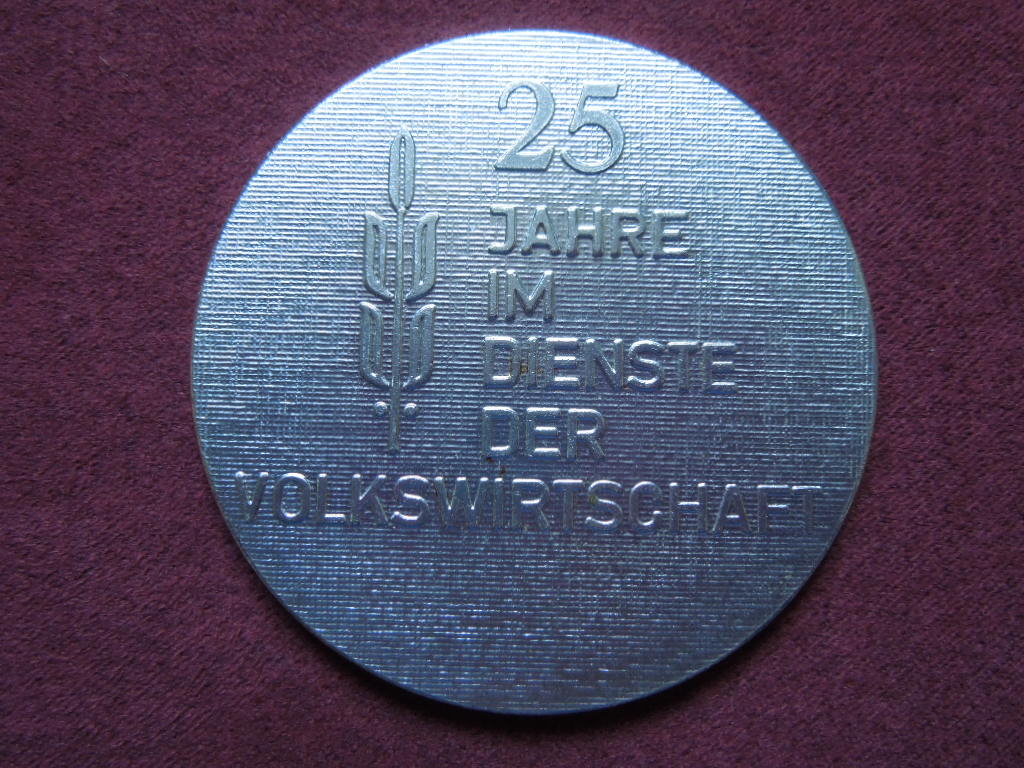 25
JAHRE
IM
DIENSTE
DER
VOLKSWIRTSCHAFT